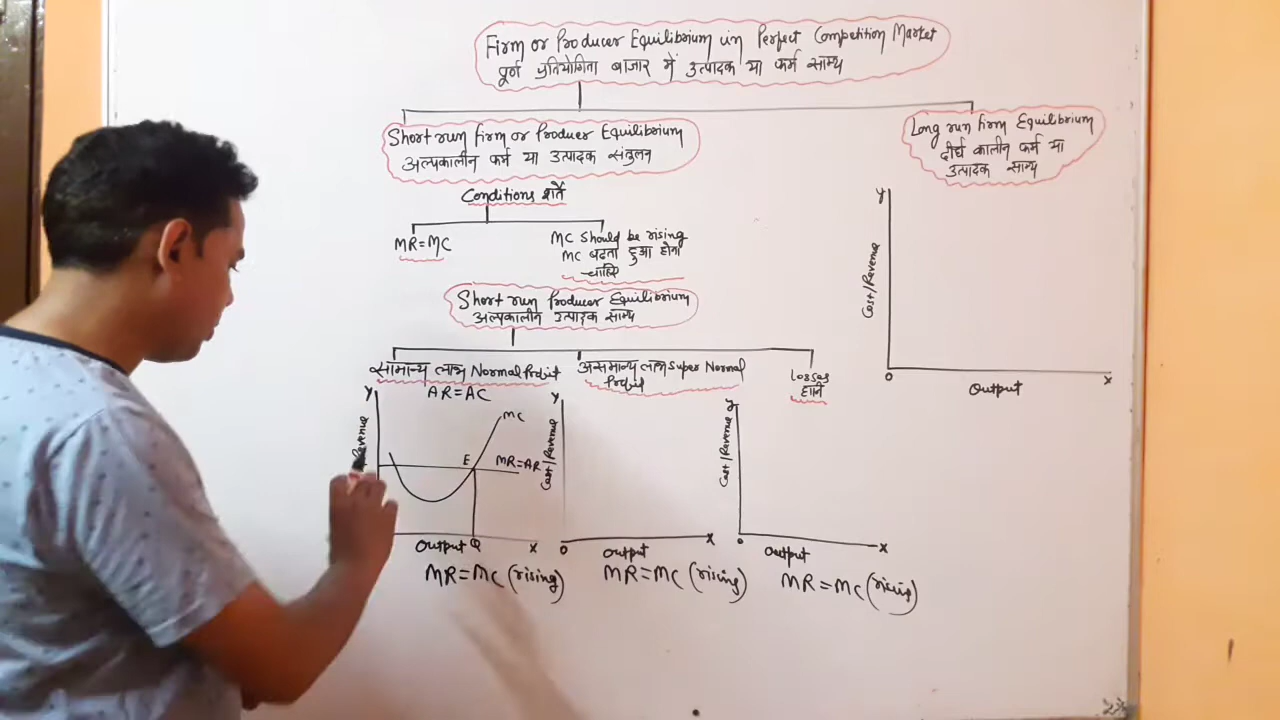 Firm or Producer Equilibrium in Perfect Competition Market
पूर्ण प्रतियोगिता बाजार में उत्पादक या फर्म साम्य
Short run firm or Producer Equilibrium
अल्पकालीन फर्म या उत्पादक संतुलन
Long run firm Equilibrium
दीर्घ कालीन फर्म या
उत्पादक साम्य
Conditions शर्तें
MR=MC
MC should be rising
MC बढता हुआ होना
चाहिए
Short run Producer Equilibrium
अल्पकालीन उत्पादक साम्य
सामान्य लाभ Normal Profit
AR=AC
असामान्य लाभ Super Normal
Profit
Losses
हानि
Y
Revenue
MC
E
MR=AR
Output Q
X
MR=MC (rising)
Y
Cost/Revenue
O
Output
X
MR=MC (rising)
Y
Cost/Revenue
O
Output
X
MR=MC (rising)
Y
Cost/Revenue
O
Output
X